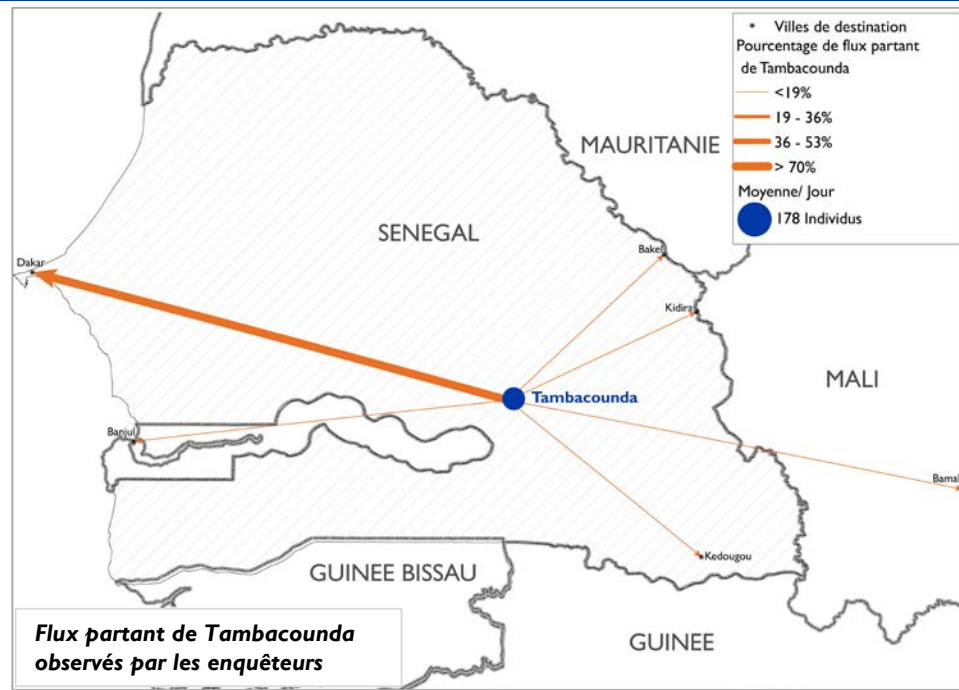 Villes de destination
Pourcentage de flux partant
de Tambacounda
<19%
19 - 36%
36 - 53%
> 70%
Moyenne/ Jour
178 Individus
MAURITANIE
SENEGAL
Bakel
Dakar
Kidira
MALI
Tambacounda
Banjul
Bamak
Kedougou
GUINEE BISSAU
GUINEE
Flux partant de Tambacounda
observés par les enquêteurs